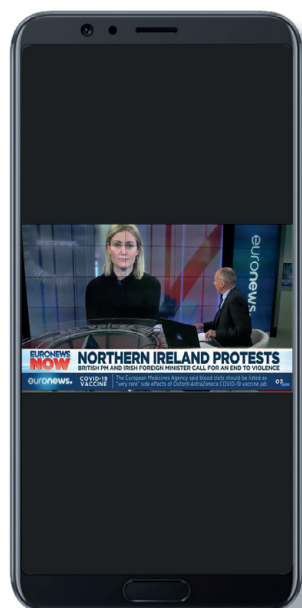 euronews.
EURONEWS
NOW
NORTHERN IRELAND PROTESTS
BRITISH PM AND IRISH FOREIGN MINISTER CALL FOR AN END TO VIOLENCE
euronews.
COVID-19
VACCINE
The European Medicines Agency said blood clots should be listed as
"very rare" side effects of Oxford-AstraZeneca COVID-19 vaccine jab